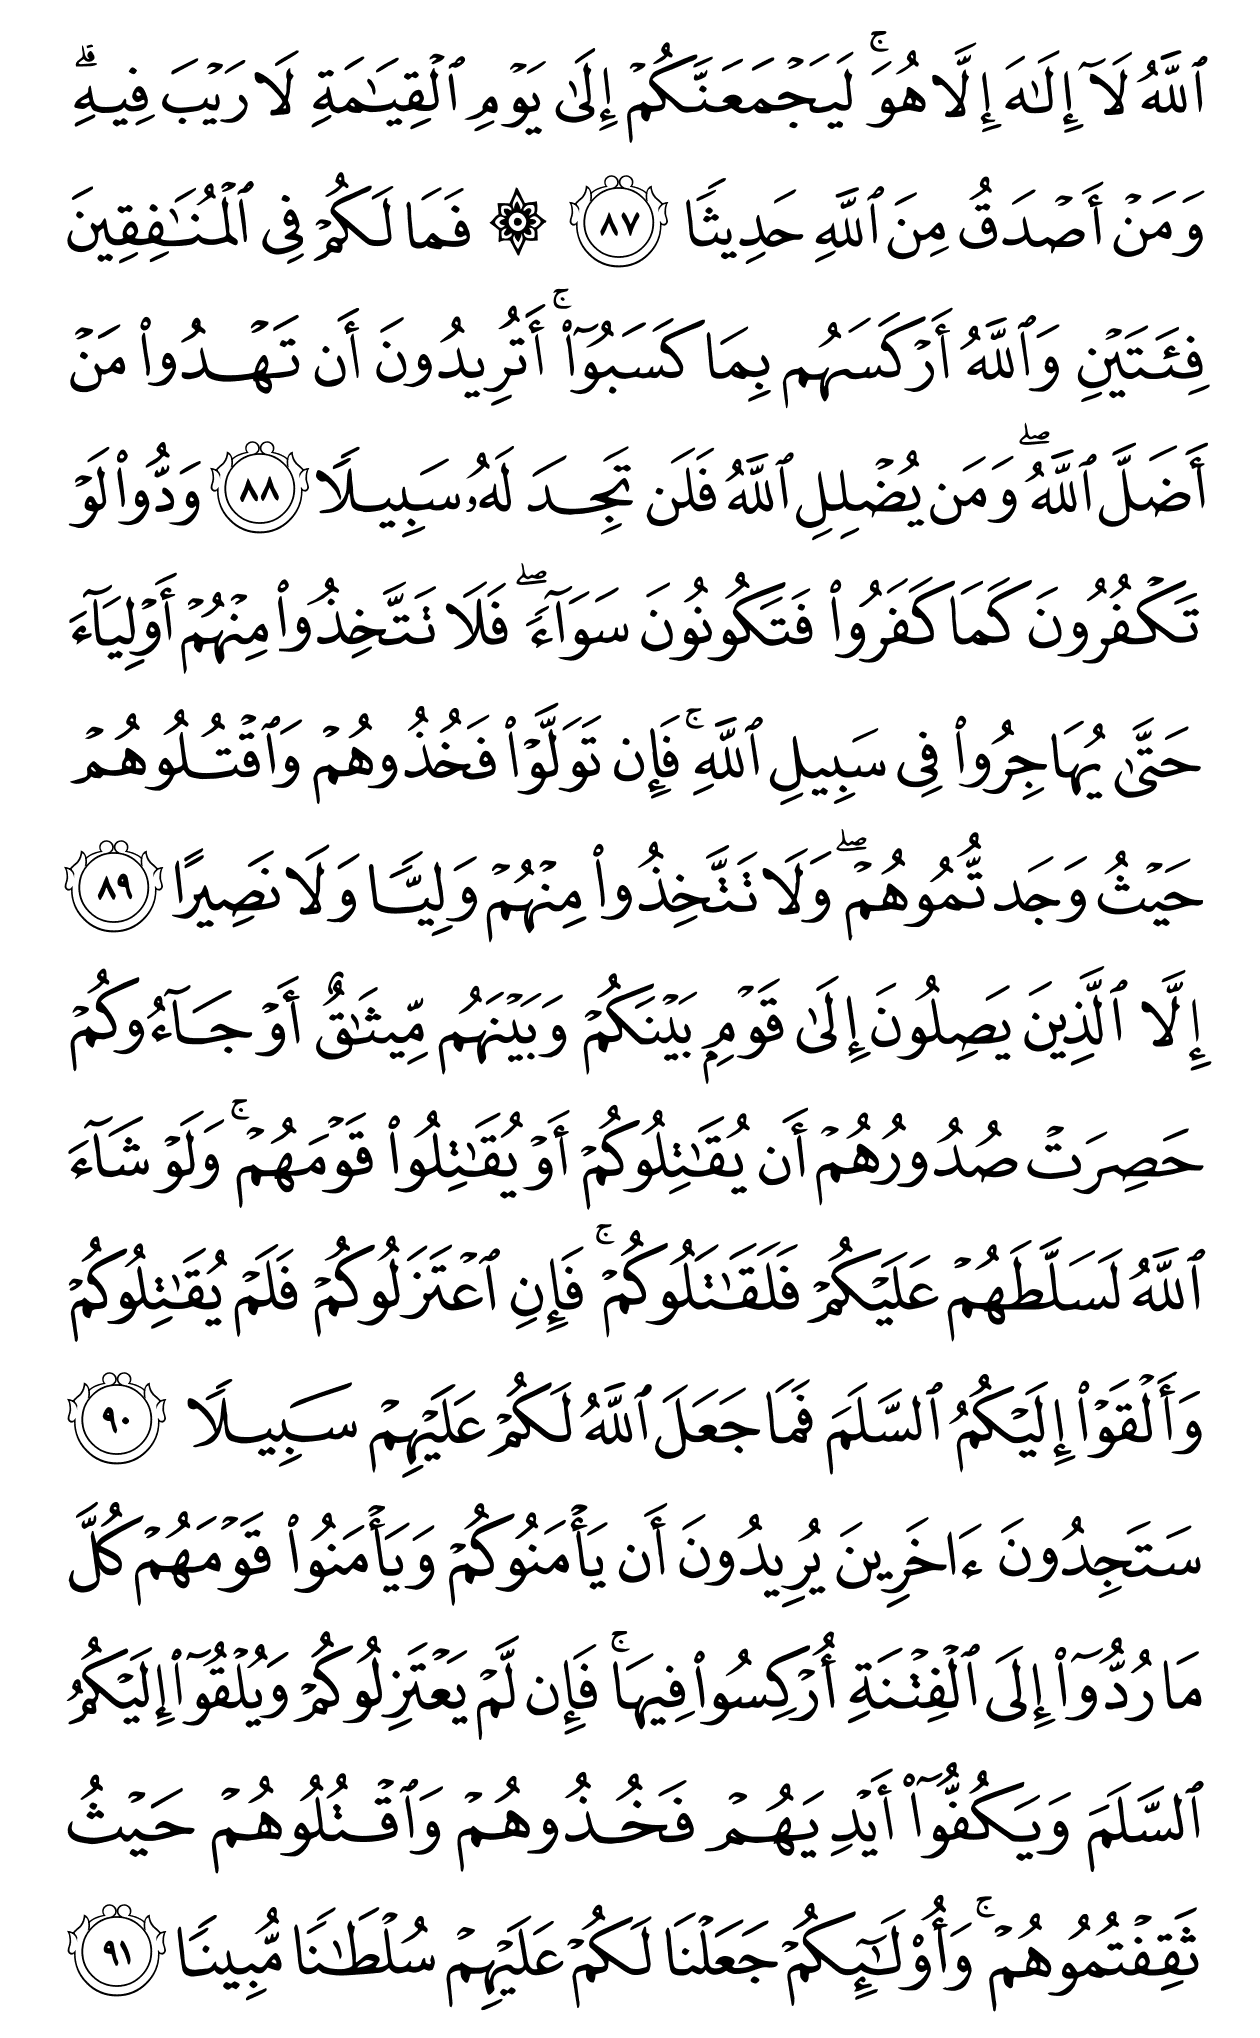 ٱللَّهُ لَآ إِلَٰهَ إِلَّا هُوَۚ لَيَجۡمَعَنَّكُمۡ إِلَىٰ يَوۡمِ ٱلۡقِيَٰمَةِ لَا رَيۡبَ فِيهِۗ
وَمَنۡ أَصۡدَقُ مِنَ ٱللَّهِ حَدِيثٗا ٨٧ ۞ فَمَا لَكُمۡ فِي ٱلۡمُنَٰفِقِينَ
فِئَتَيۡنِ وَٱللَّهُ أَرۡكَسَهُم بِمَا كَسَبُوٓاْۚ أَتُرِيدُونَ أَن تَهۡدُواْ مَنۡ
أَضَلَّ ٱللَّهُۖ وَمَن يُضۡلِلِ ٱللَّهُ فَلَن تَجِدَ لَهُۥ سَبِيلٗا ٨٨ وَدُّواْ لَوۡ
تَكۡفُرُونَ كَمَا كَفَرُواْ فَتَكُونُونَ سَوَآءٗۖ فَلَا تَتَّخِذُواْ مِنۡهُمۡ أَوۡلِيَآءَ
حَتَّىٰ يُهَاجِرُواْ فِي سَبِيلِ ٱللَّهِۚ فَإِن تَوَلَّوۡاْ فَخُذُوهُمۡ وَٱقۡتُلُوهُمۡ
حَيۡثُ وَجَدتُّمُوهُمۡۖ وَلَا تَتَّخِذُواْ مِنۡهُمۡ وَلِيّٗا وَلَا نَصِيرًا ٨٩
إِلَّا ٱلَّذِينَ يَصِلُونَ إِلَىٰ قَوۡمِۭ بَيۡنَكُمۡ وَبَيۡنَهُم مِّيثَٰقٌ أَوۡ جَآءُوكُمۡ
حَصِرَتۡ صُدُورُهُمۡ أَن يُقَٰتِلُوكُمۡ أَوۡ يُقَٰتِلُواْ قَوۡمَهُمۡۚ وَلَوۡ شَآءَ
ٱللَّهُ لَسَلَّطَهُمۡ عَلَيۡكُمۡ فَلَقَٰتَلُوكُمۡۚ فَإِنِ ٱعۡتَزَلُوكُمۡ فَلَمۡ يُقَٰتِلُوكُمۡ
وَأَلۡقَوۡاْ إِلَيۡكُمُ ٱلسَّلَمَ فَمَا جَعَلَ ٱللَّهُ لَكُمۡ عَلَيۡهِمۡ سَبِيلٗا ٩٠
سَتَجِدُونَ ءَاخَرِينَ يُرِيدُونَ أَن يَأۡمَنُوكُمۡ وَيَأۡمَنُواْ قَوۡمَهُمۡ كُلَّ
مَا رُدُّوٓاْ إِلَى ٱلۡفِتۡنَةِ أُرۡكِسُواْ فِيهَاۚ فَإِن لَّمۡ يَعۡتَزِلُوكُمۡ وَيُلۡقُوٓاْ إِلَيۡكُمُ
ٱلسَّلَمَ وَيَكُفُّوٓاْ أَيۡدِيَهُمۡ فَخُذُوهُمۡ وَٱقۡتُلُوهُمۡ حَيۡثُ
ثَقِفۡتُمُوهُمۡۚ وَأُوْلَٰٓئِكُمۡ جَعَلۡنَا لَكُمۡ عَلَيۡهِمۡ سُلۡطَٰنٗا مُّبِينٗا ٩١